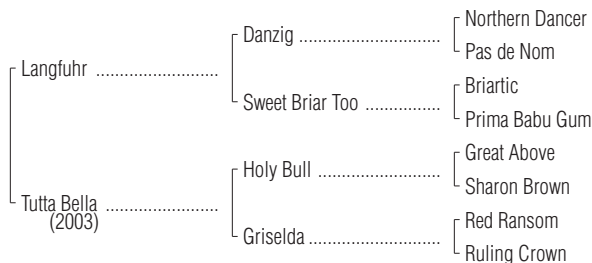 Northern Dancer
Danzig ....................................
Pas de Nom
Langfuhr ...............................
Briartic
Sweet Briar Too ...................
Prima Babu Gum
Great Above
Holy Bull ...............................
Sharon Brown
Tutta Bella ............................
(2003)
Red Ransom
Griselda .................................
Ruling Crown